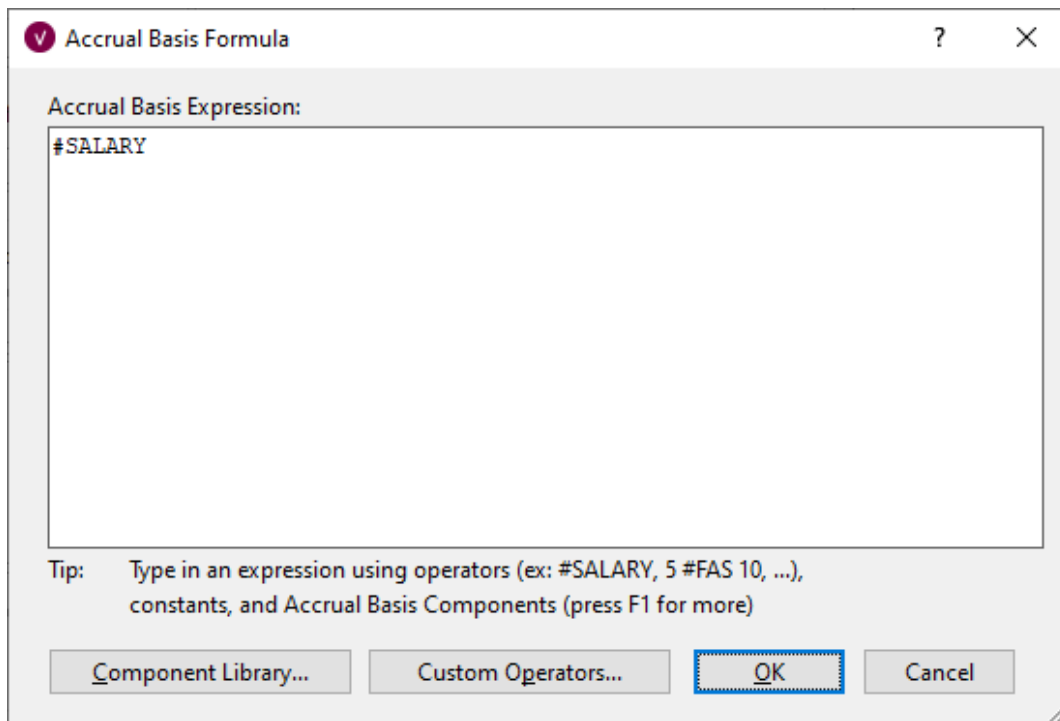 V Accrual Basis Formula ? ×
Accrual Basis Expression:
#SALARY
Tip: Type in an expression using operators (ex: #SALARY, 5 #FAS 10, ...),
constants, and Accrual Basis Components (press F1 for more)
Component Library... Custom Operators... OK Cancel